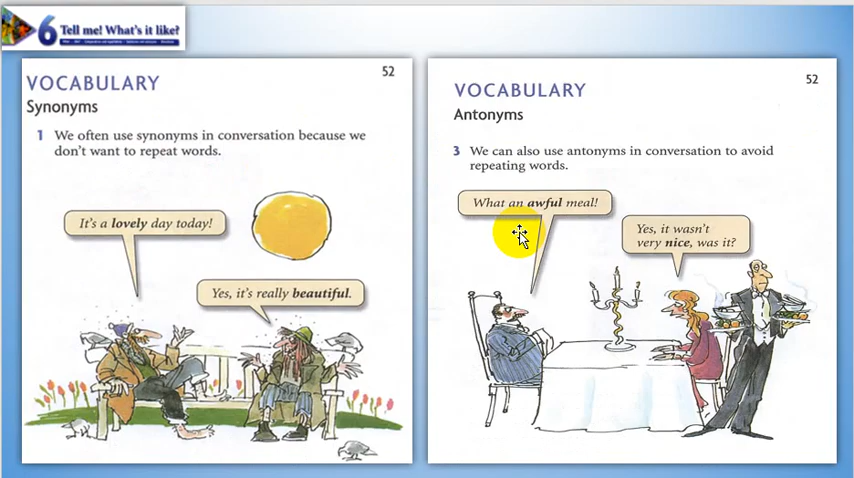 6 Tell me! What's it like?
VOCABULARY
52
Synonyms
1 We often use synonyms in conversation because we
don't want to repeat words.
It's a lovely day today!
Yes, it's really beautiful.
VOCABULARY
52
Antonyms
3 We can also use antonyms in conversation to avoid
repeating words.
What an awful meal!
Yes, it wasn't
very nice, was it?